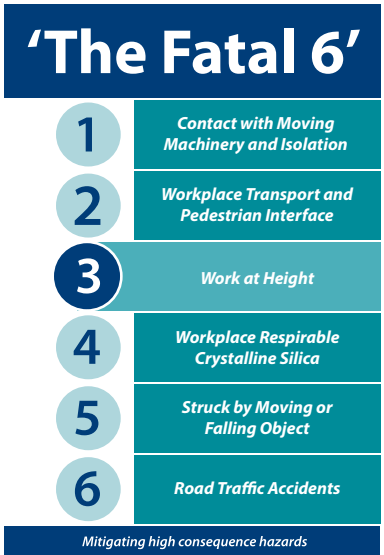 ‘The Fatal 6’
1
Contact with Moving
Machinery and Isolation
2
Workplace Transport and
Pedestrian Interface
3
Work at Height
4
Workplace Respirable
Crystalline Silica
5
Struck by Moving or
Falling Object
6
Road Traffic Accidents
Mitigating high consequence hazards